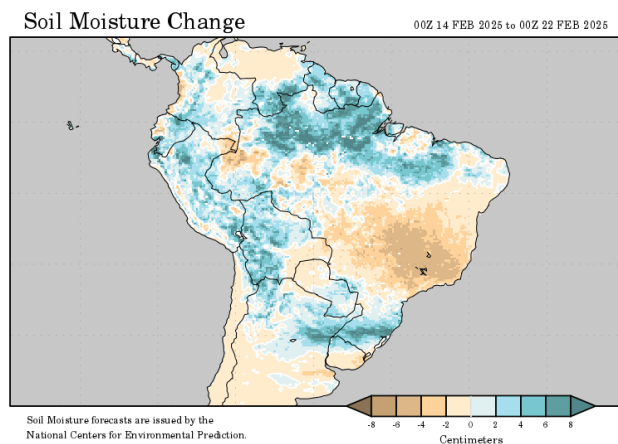 Soil Moisture Change
00Z 14 FEB 2025 to 00Z 22 FEB 2025
Soil Moisture forecasts are issued by the
National Centers for Environmental Prediction.
-8 -6 -4 -2 0 2 4 6 8
Centimeters